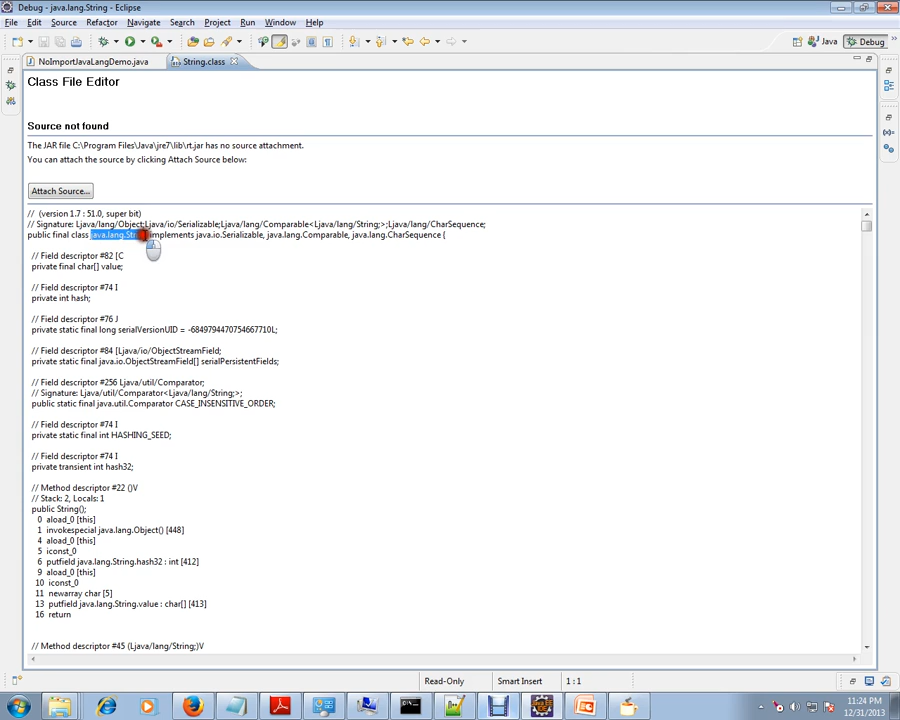 Debug - java.lang.String - Eclipse
File Edit Source Refactor Navigate Search Project Run Window Help
Java Debug
NoImportJavaLangDemo.java String.class
Class File Editor
Source not found
The JAR file C:\Program Files\Java\jre7\lib\rt.jar has no source attachment.
You can attach the source by clicking Attach Source below:
Attach Source...
// (version 1.7 : 51.0, super bit)
// Signature: Ljava/lang/Object;Ljava/io/Serializable;Ljava/lang/Comparable<Ljava/lang/String;>;Ljava/lang/CharSequence;
public final class java.lang.String implements java.io.Serializable, java.lang.Comparable, java.lang.CharSequence {
// Field descriptor #82 [C
private final char[] value;
// Field descriptor #74 I
private int hash;
// Field descriptor #76 J
private static final long serialVersionUID = -6849794470754667710L;
// Field descriptor #84 [Ljava/io/ObjectStreamField;
private static final java.io.ObjectStreamField[] serialPersistentFields;
// Field descriptor #256 Ljava/util/Comparator;
// Signature: Ljava/util/Comparator<Ljava/lang/String;>;
public static final java.util.Comparator CASE_INSENSITIVE_ORDER;
// Field descriptor #74 I
private static final int HASHING_SEED;
// Field descriptor #74 I
private transient int hash32;
// Method descriptor #22 ()V
// Stack: 2, Locals: 1
public String();
0 aload_0 [this]
1 invokespecial java.lang.Object() [448]
4 aload_0 [this]
5 iconst_0
6 putfield java.lang.String.hash32 : int [412]
9 aload_0 [this]
10 iconst_0
11 newarray char [5]
13 putfield java.lang.String.value : char[] [413]
16 return
// Method descriptor #45 (Ljava/lang/String;)V
Read-Only Smart Insert 1 : 1
11:24 PM
12/31/2013